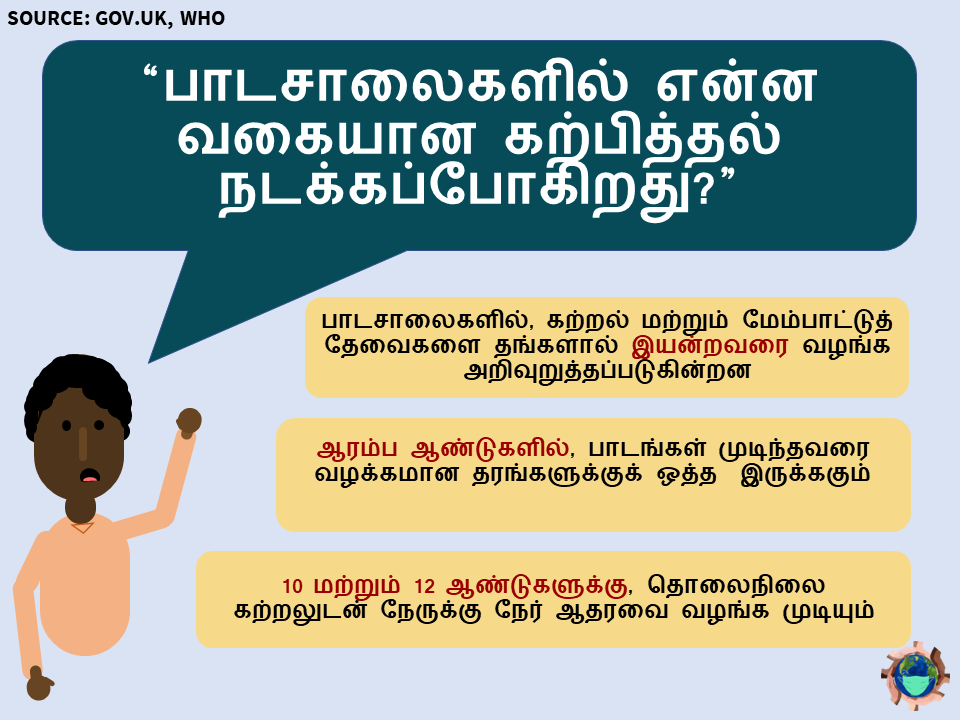 SOURCE: GOV.UK, WHO
“பாடசாலைகளில் என்ன
வகையான கற்பித்தல்
நடக்கப்போகிறது?”
பாடசாலைகளில், கற்றல் மற்றும் மேம்பாட்டுத்
தேவைகளை தங்களால் இயன்றவரை வழங்க
அறிவுறுத்தப்படுகின்றன
ஆரம்ப ஆண்டுகளில், பாடங்கள் முடிந்தவரை
வழக்கமான தரங்களுக்குக் ஒத்த இருக்ககும்
10 மற்றும் 12 ஆண்டுகளுக்கு, தொலைநிலை
கற்றலுடன் நேருக்கு நேர் ஆதரவை வழங்க முடியும்